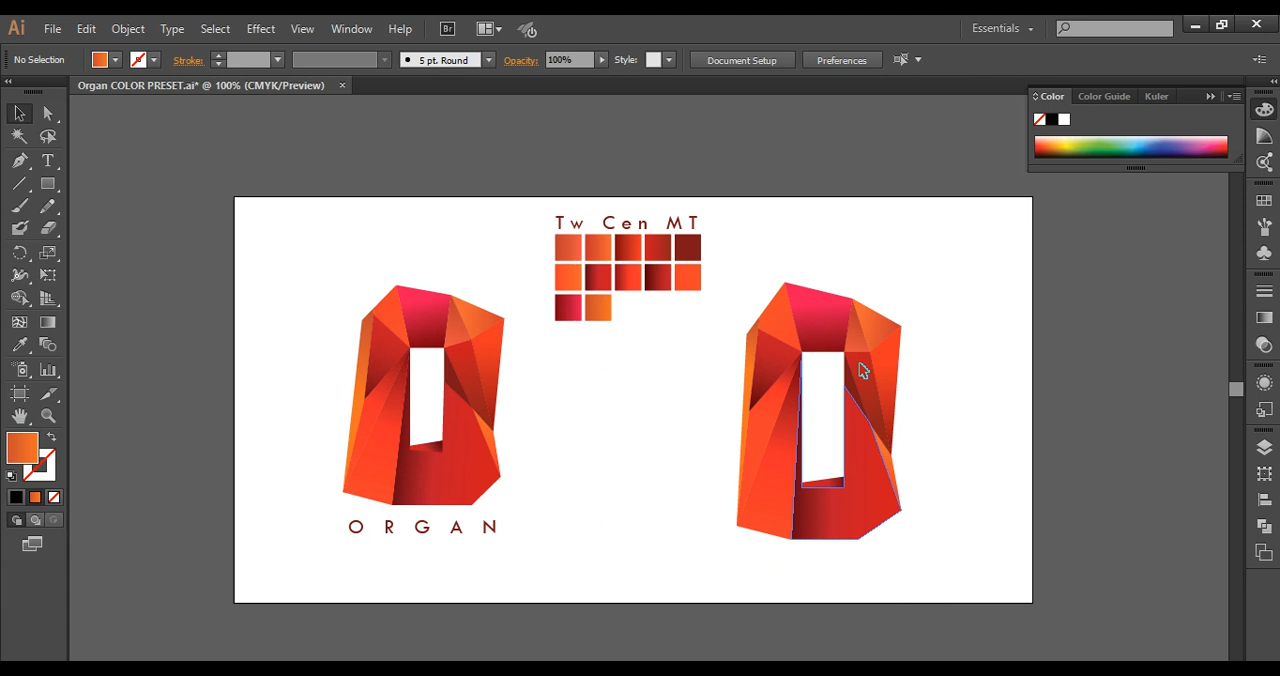 Ai File Edit Object Type Select Effect View Window Help Br Essentials
No Selection Stroke: 5 pt. Round Opacity: 100% Style: Document Setup Preferences
Organ COLOR PRESET.ai* @ 100% (CMYK/Preview)
Color Color Guide Kuler
T
Tw Cen MT
ORGAN